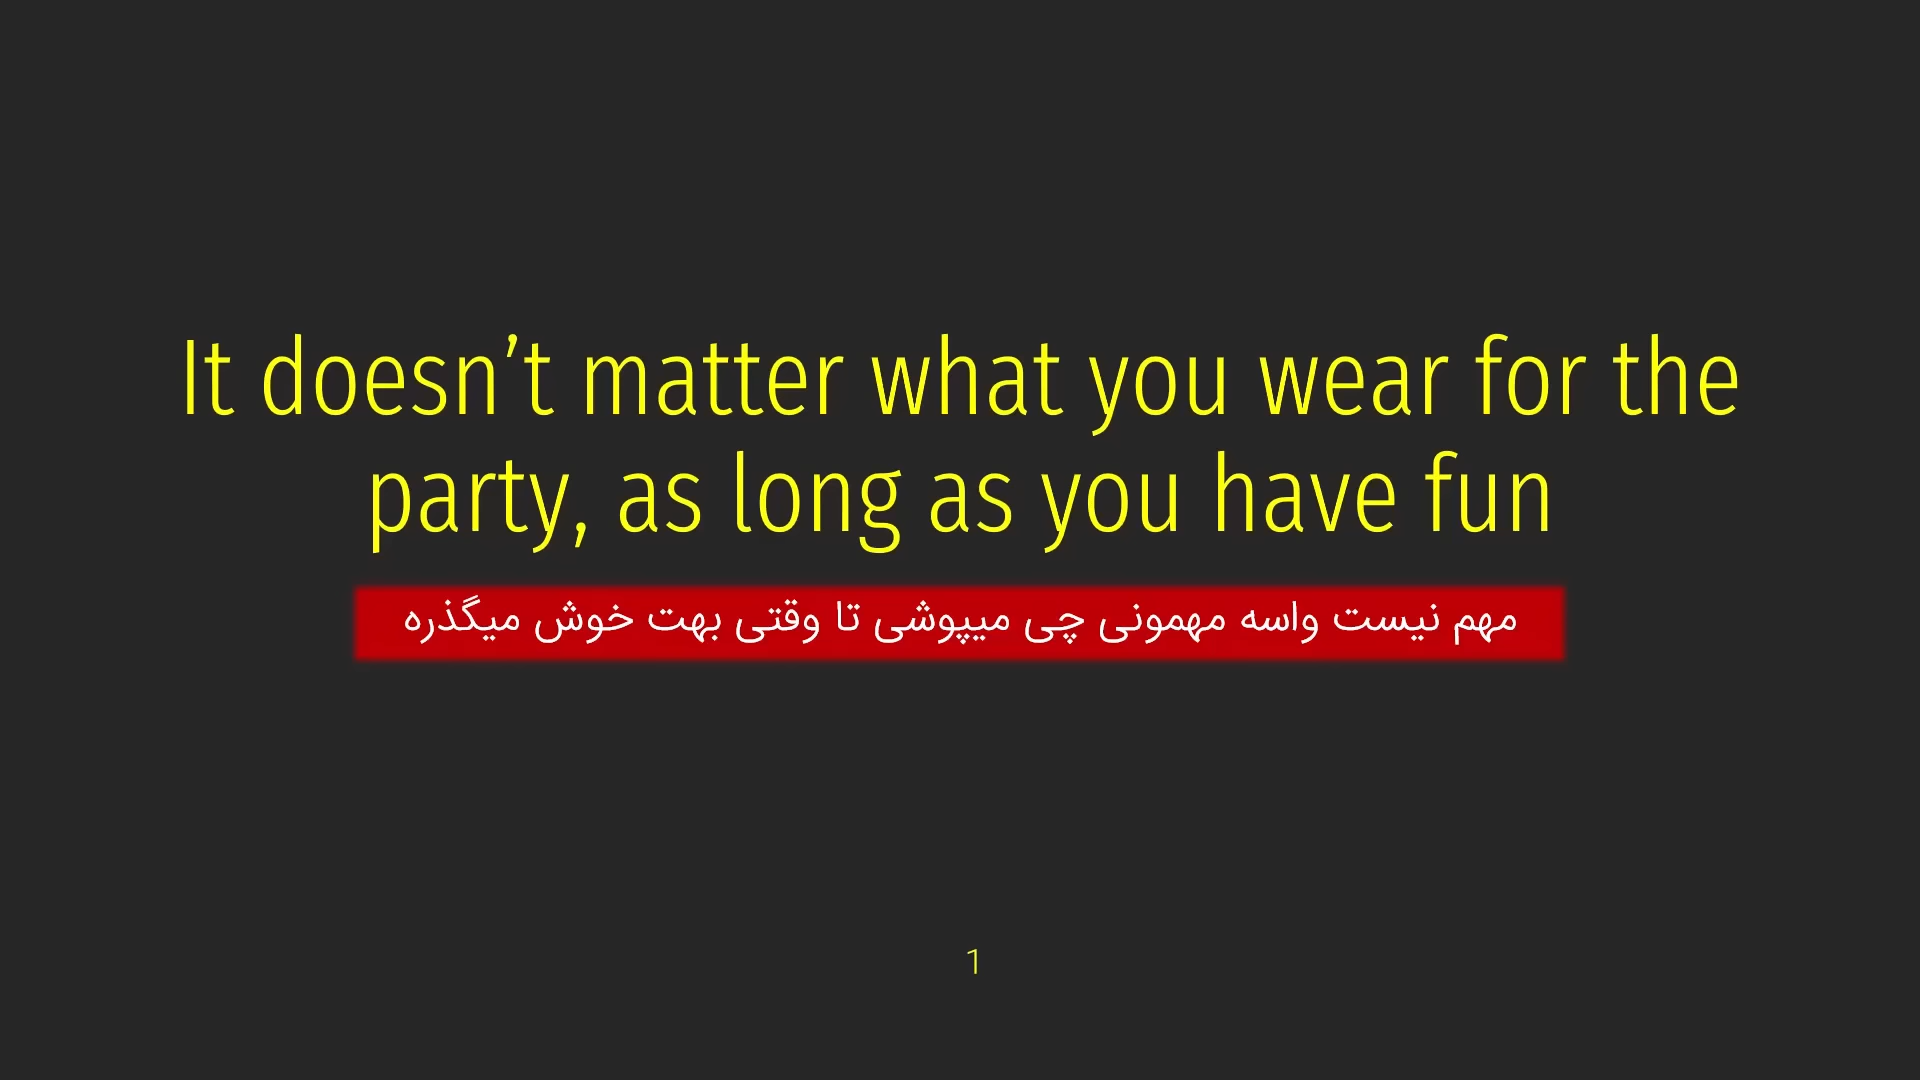 It doesn’t matter what you wear for the
party, as long as you have fun
مهم نیست واسه مهمونی چی میپوشی تا وقتی بهت خوش میگذره
1